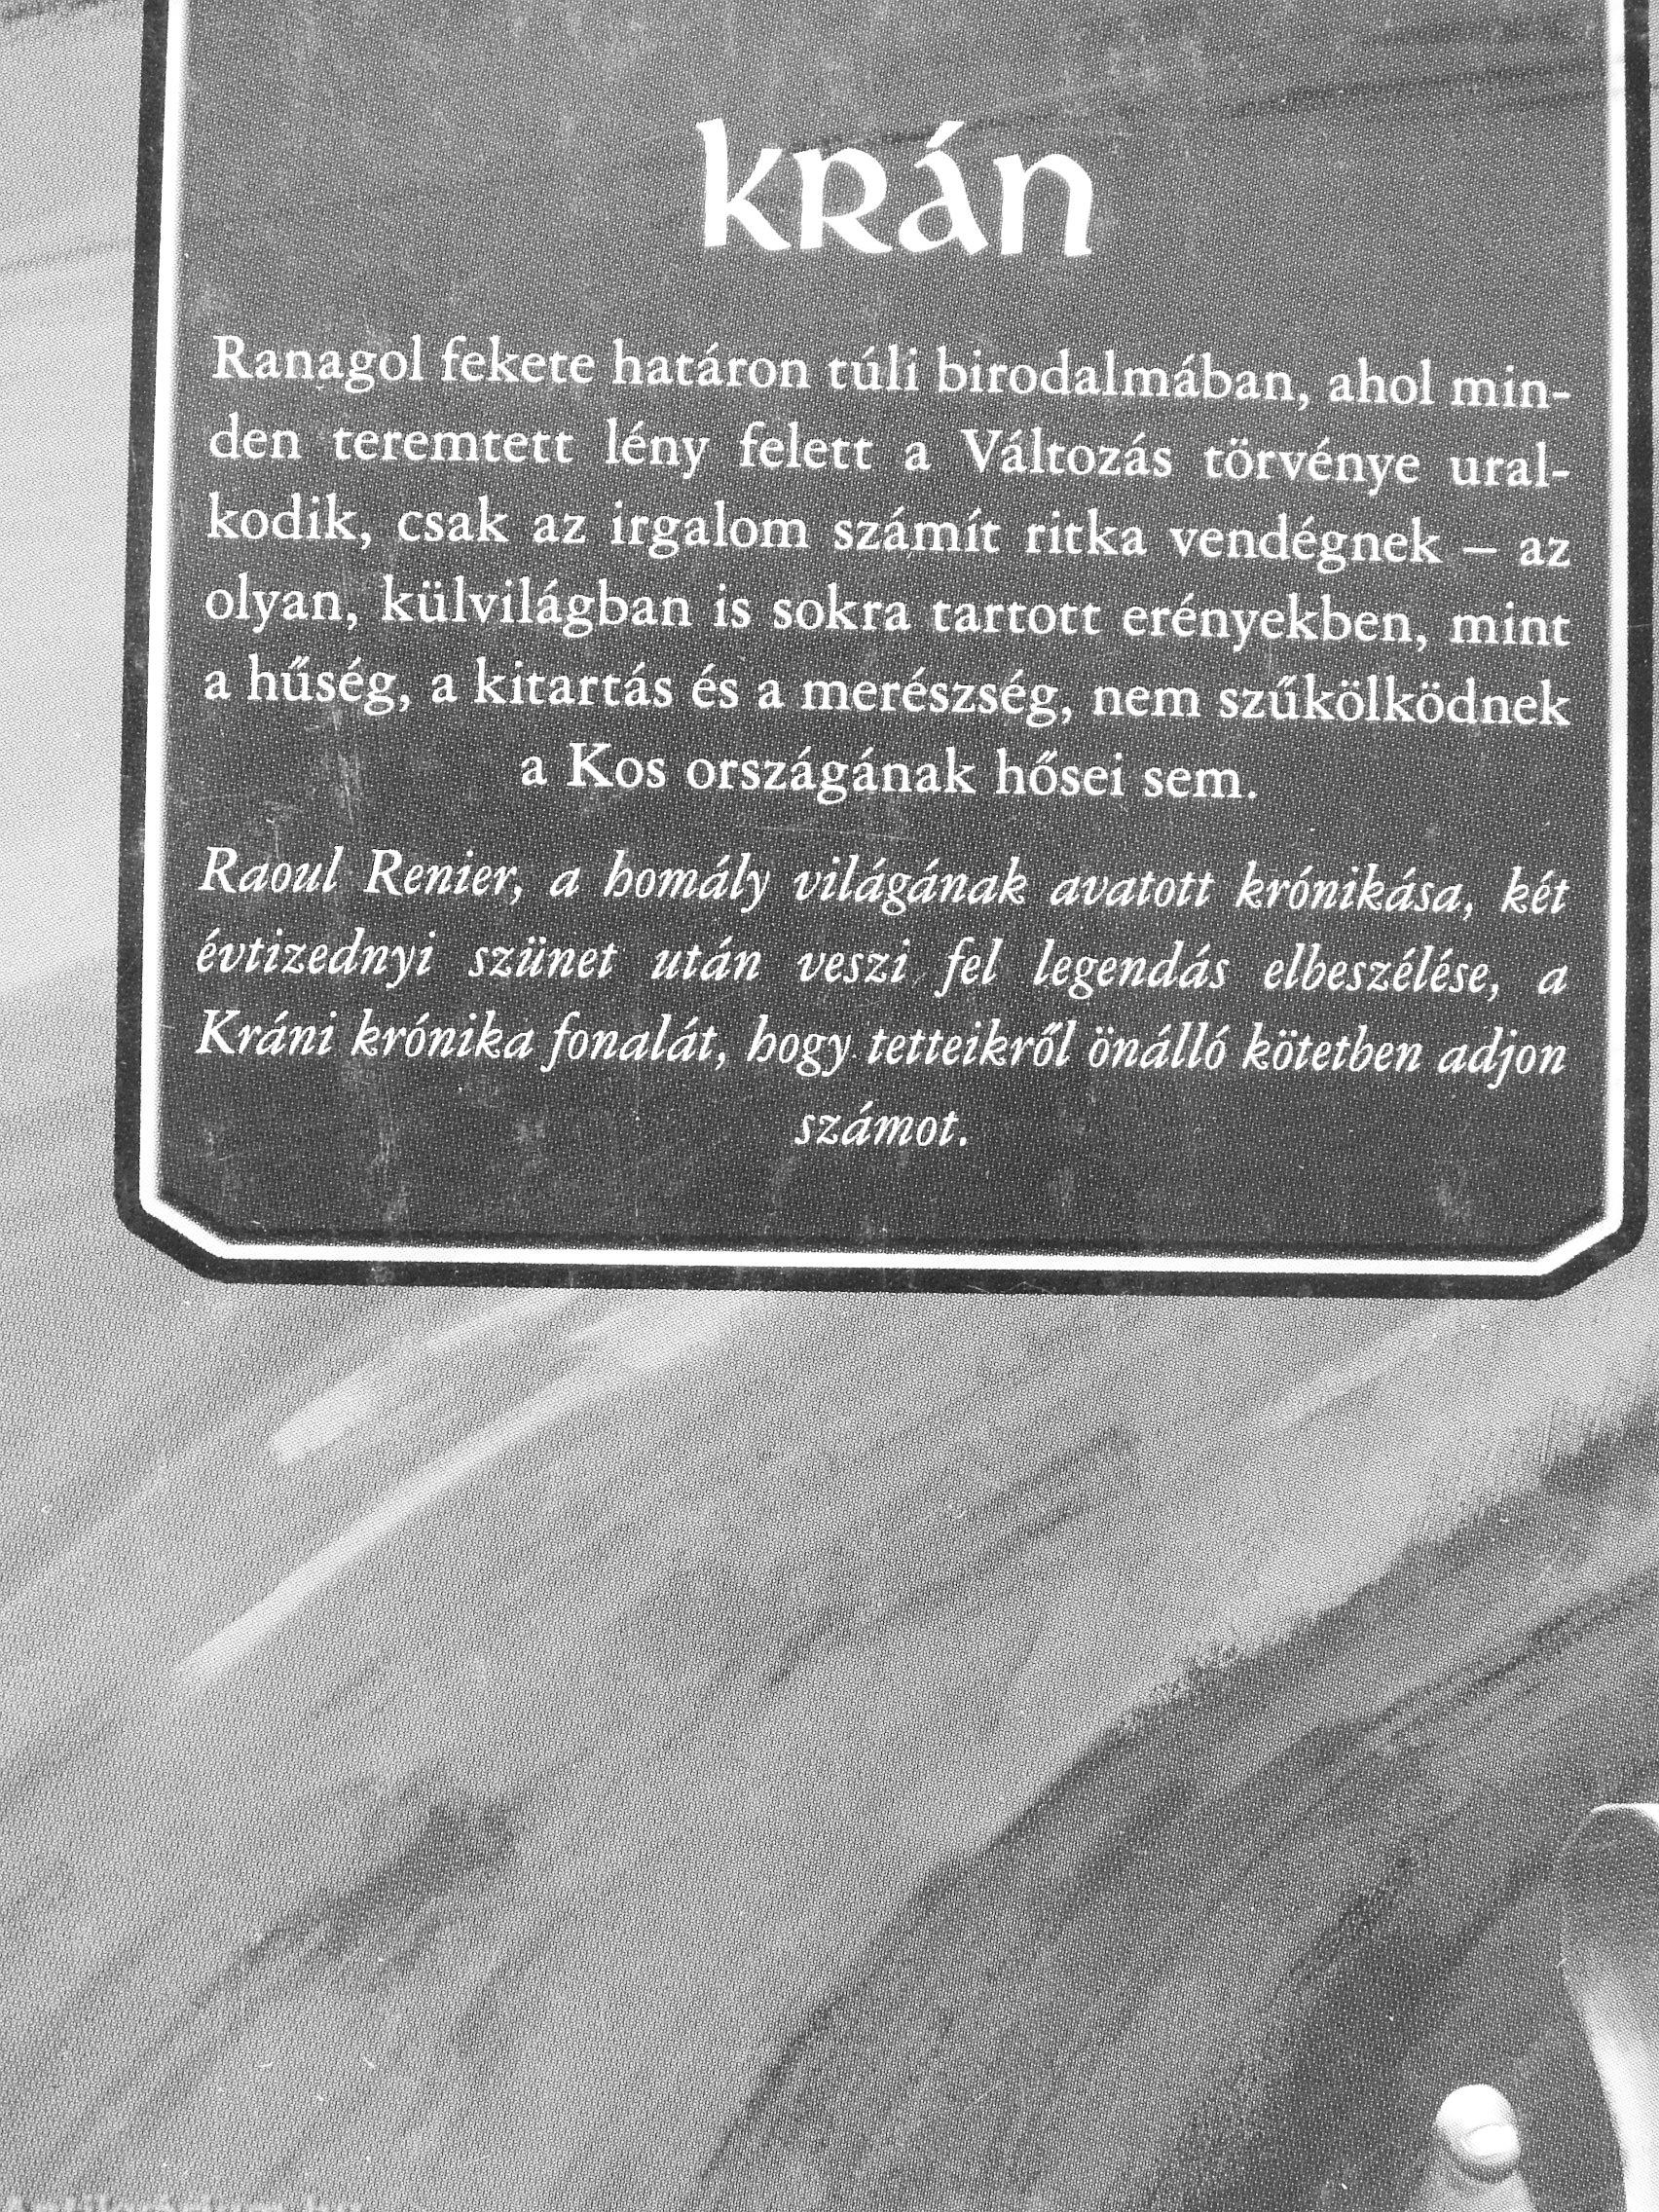 KRÁN
Ranagol fekete határon túli birodalmában, ahol min-
den teremtett lény felett a Változás törvénye ural-
kodik, csak az irgalom számít ritka vendégnek – az
olyan, külvilágban is sokra tartott erényekben, mint
a hűség, a kitartás és a merészség, nem szűkölködnek
a Kos országának hősei sem.
Raoul Renier, a homály világának avatott krónikása, két
évtizednyi szünet után veszi fel legendás elbeszélése, a
Kráni krónika fonalát, hogy tetteikről önálló kötetben adjon
számot.